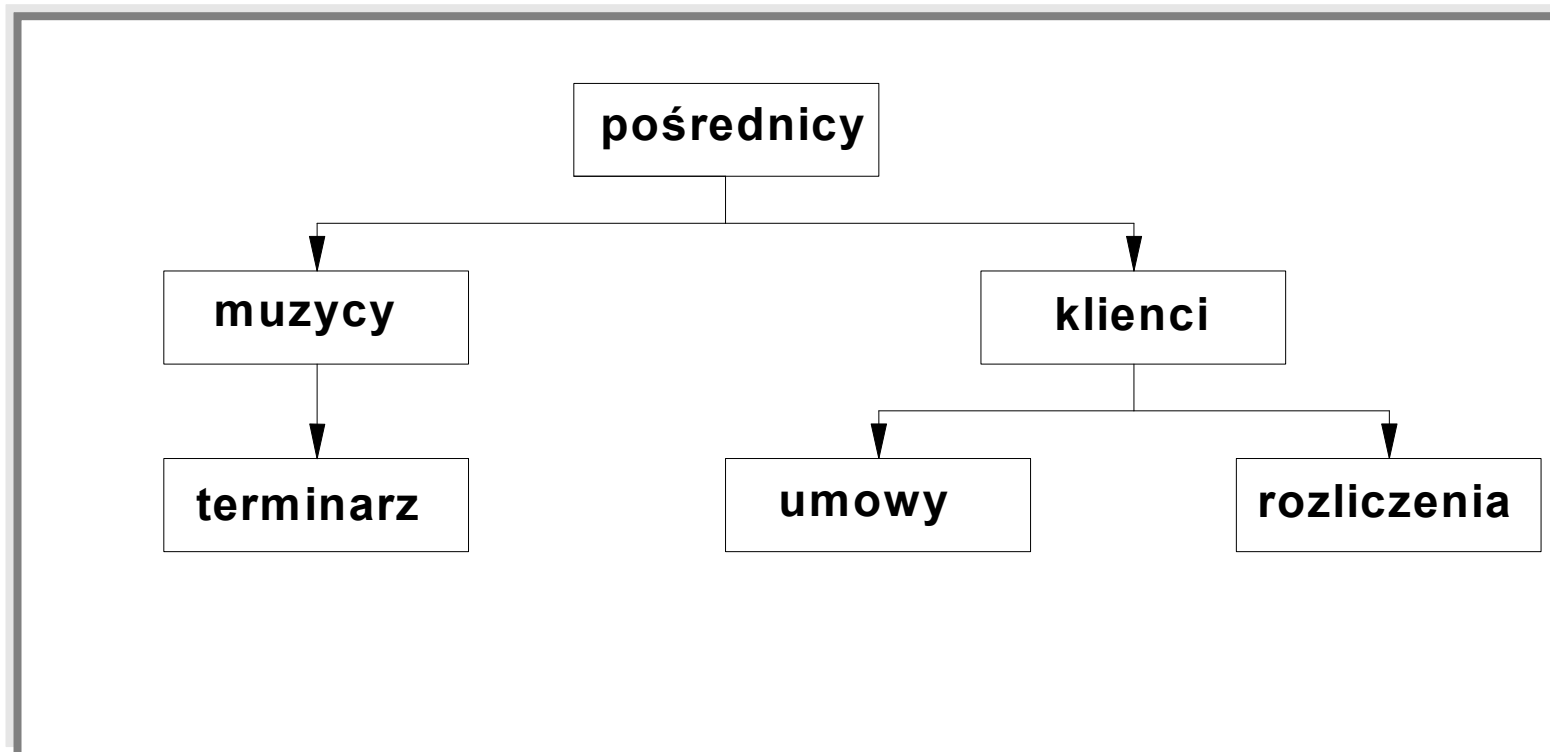 pośrednicy
muzycy
klienci
terminarz
umowy
rozliczenia